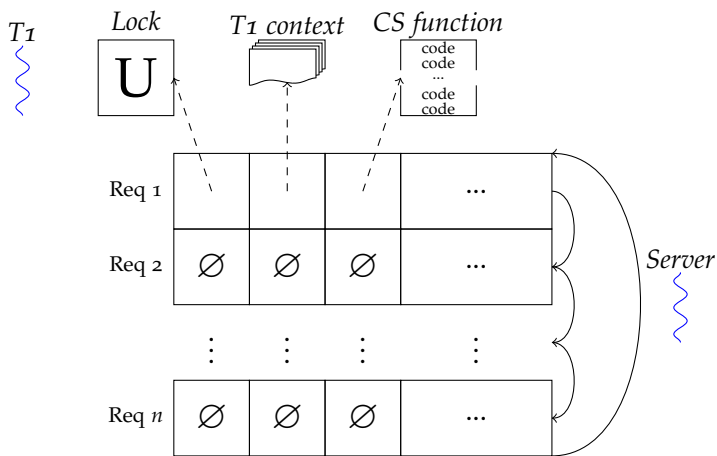 T1
Lock
T1 context
CS function
U
code
code
...
code
code
Req 1
...
Req 2
∅
∅
∅
...
Server
⋮
⋮
⋮
⋮
Req n
∅
∅
∅
...